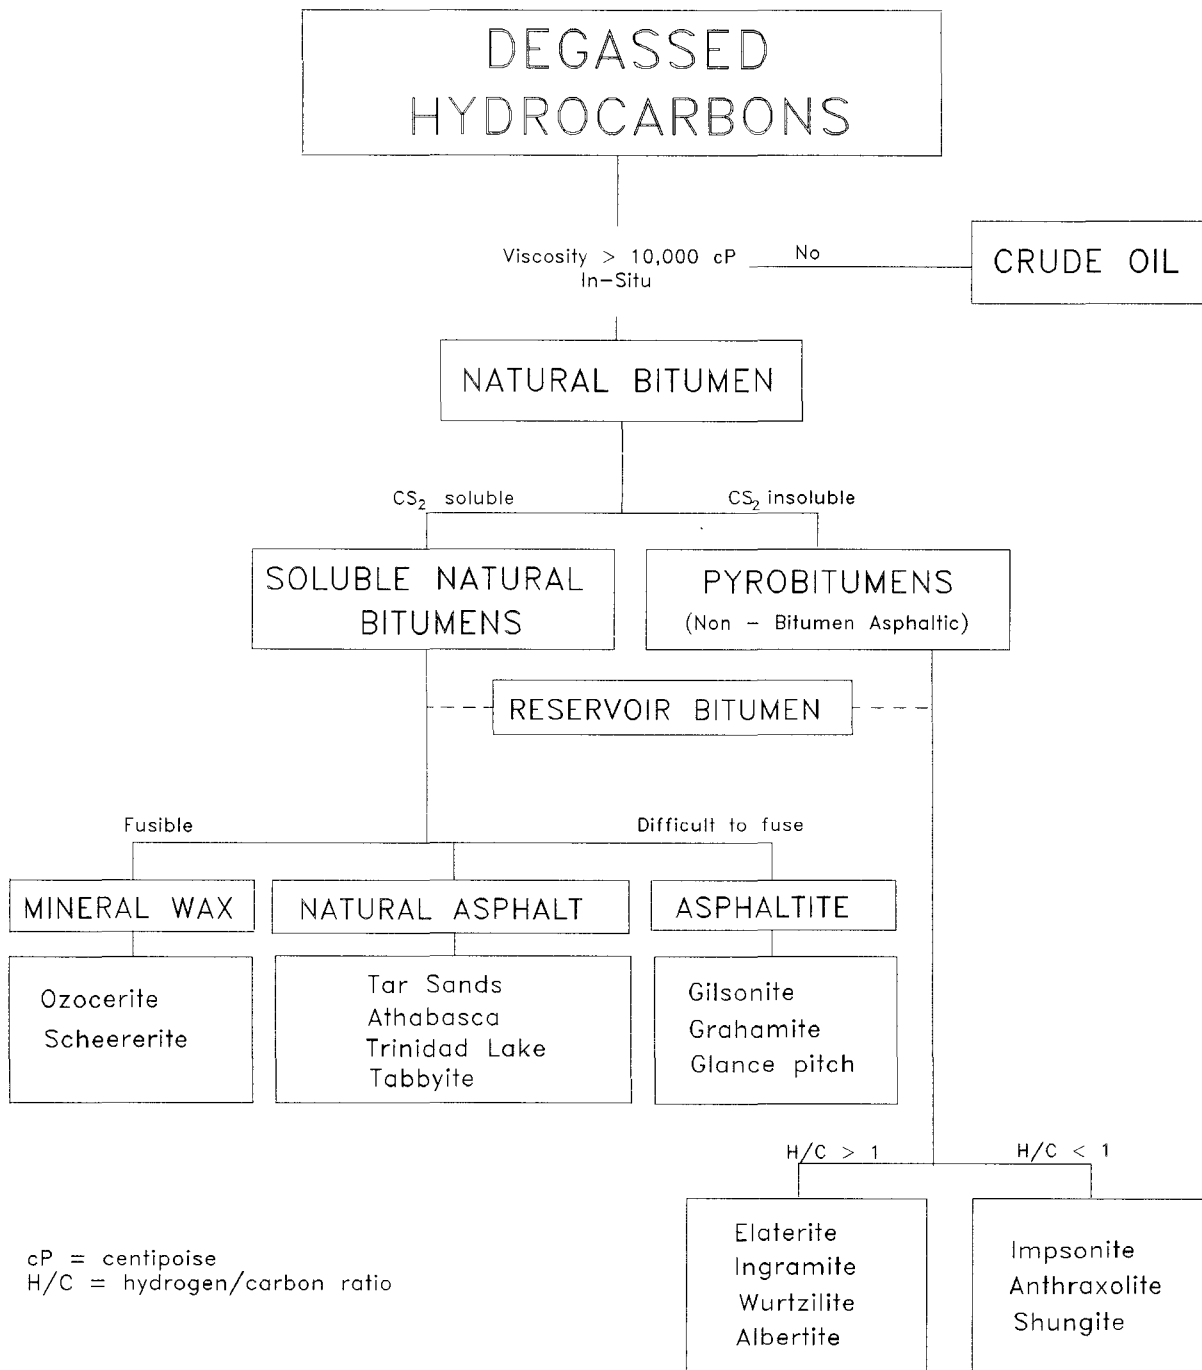 DEGASSED
HYDROCARBONS
Viscosity > 10,000 cP
In-Situ
No
CRUDE OIL
NATURAL BITUMEN
CS₂ soluble
CS₂ insoluble
SOLUBLE NATURAL
BITUMENS
PYROBITUMENS
(Non - Bitumen Asphaltic)
RESERVOIR BITUMEN
Fusible
Difficult to fuse
MINERAL WAX
NATURAL ASPHALT
ASPHALTITE
Ozocerite
Scheererite
Tar Sands
Athabasca
Trinidad Lake
Tabbyite
Gilsonite
Grahamite
Glance pitch
H/C > 1
H/C < 1
Elaterite
Ingramite
Wurtzilite
Albertite
Impsonite
Anthraxolite
Shungite
cP = centipoise
H/C = hydrogen/carbon ratio